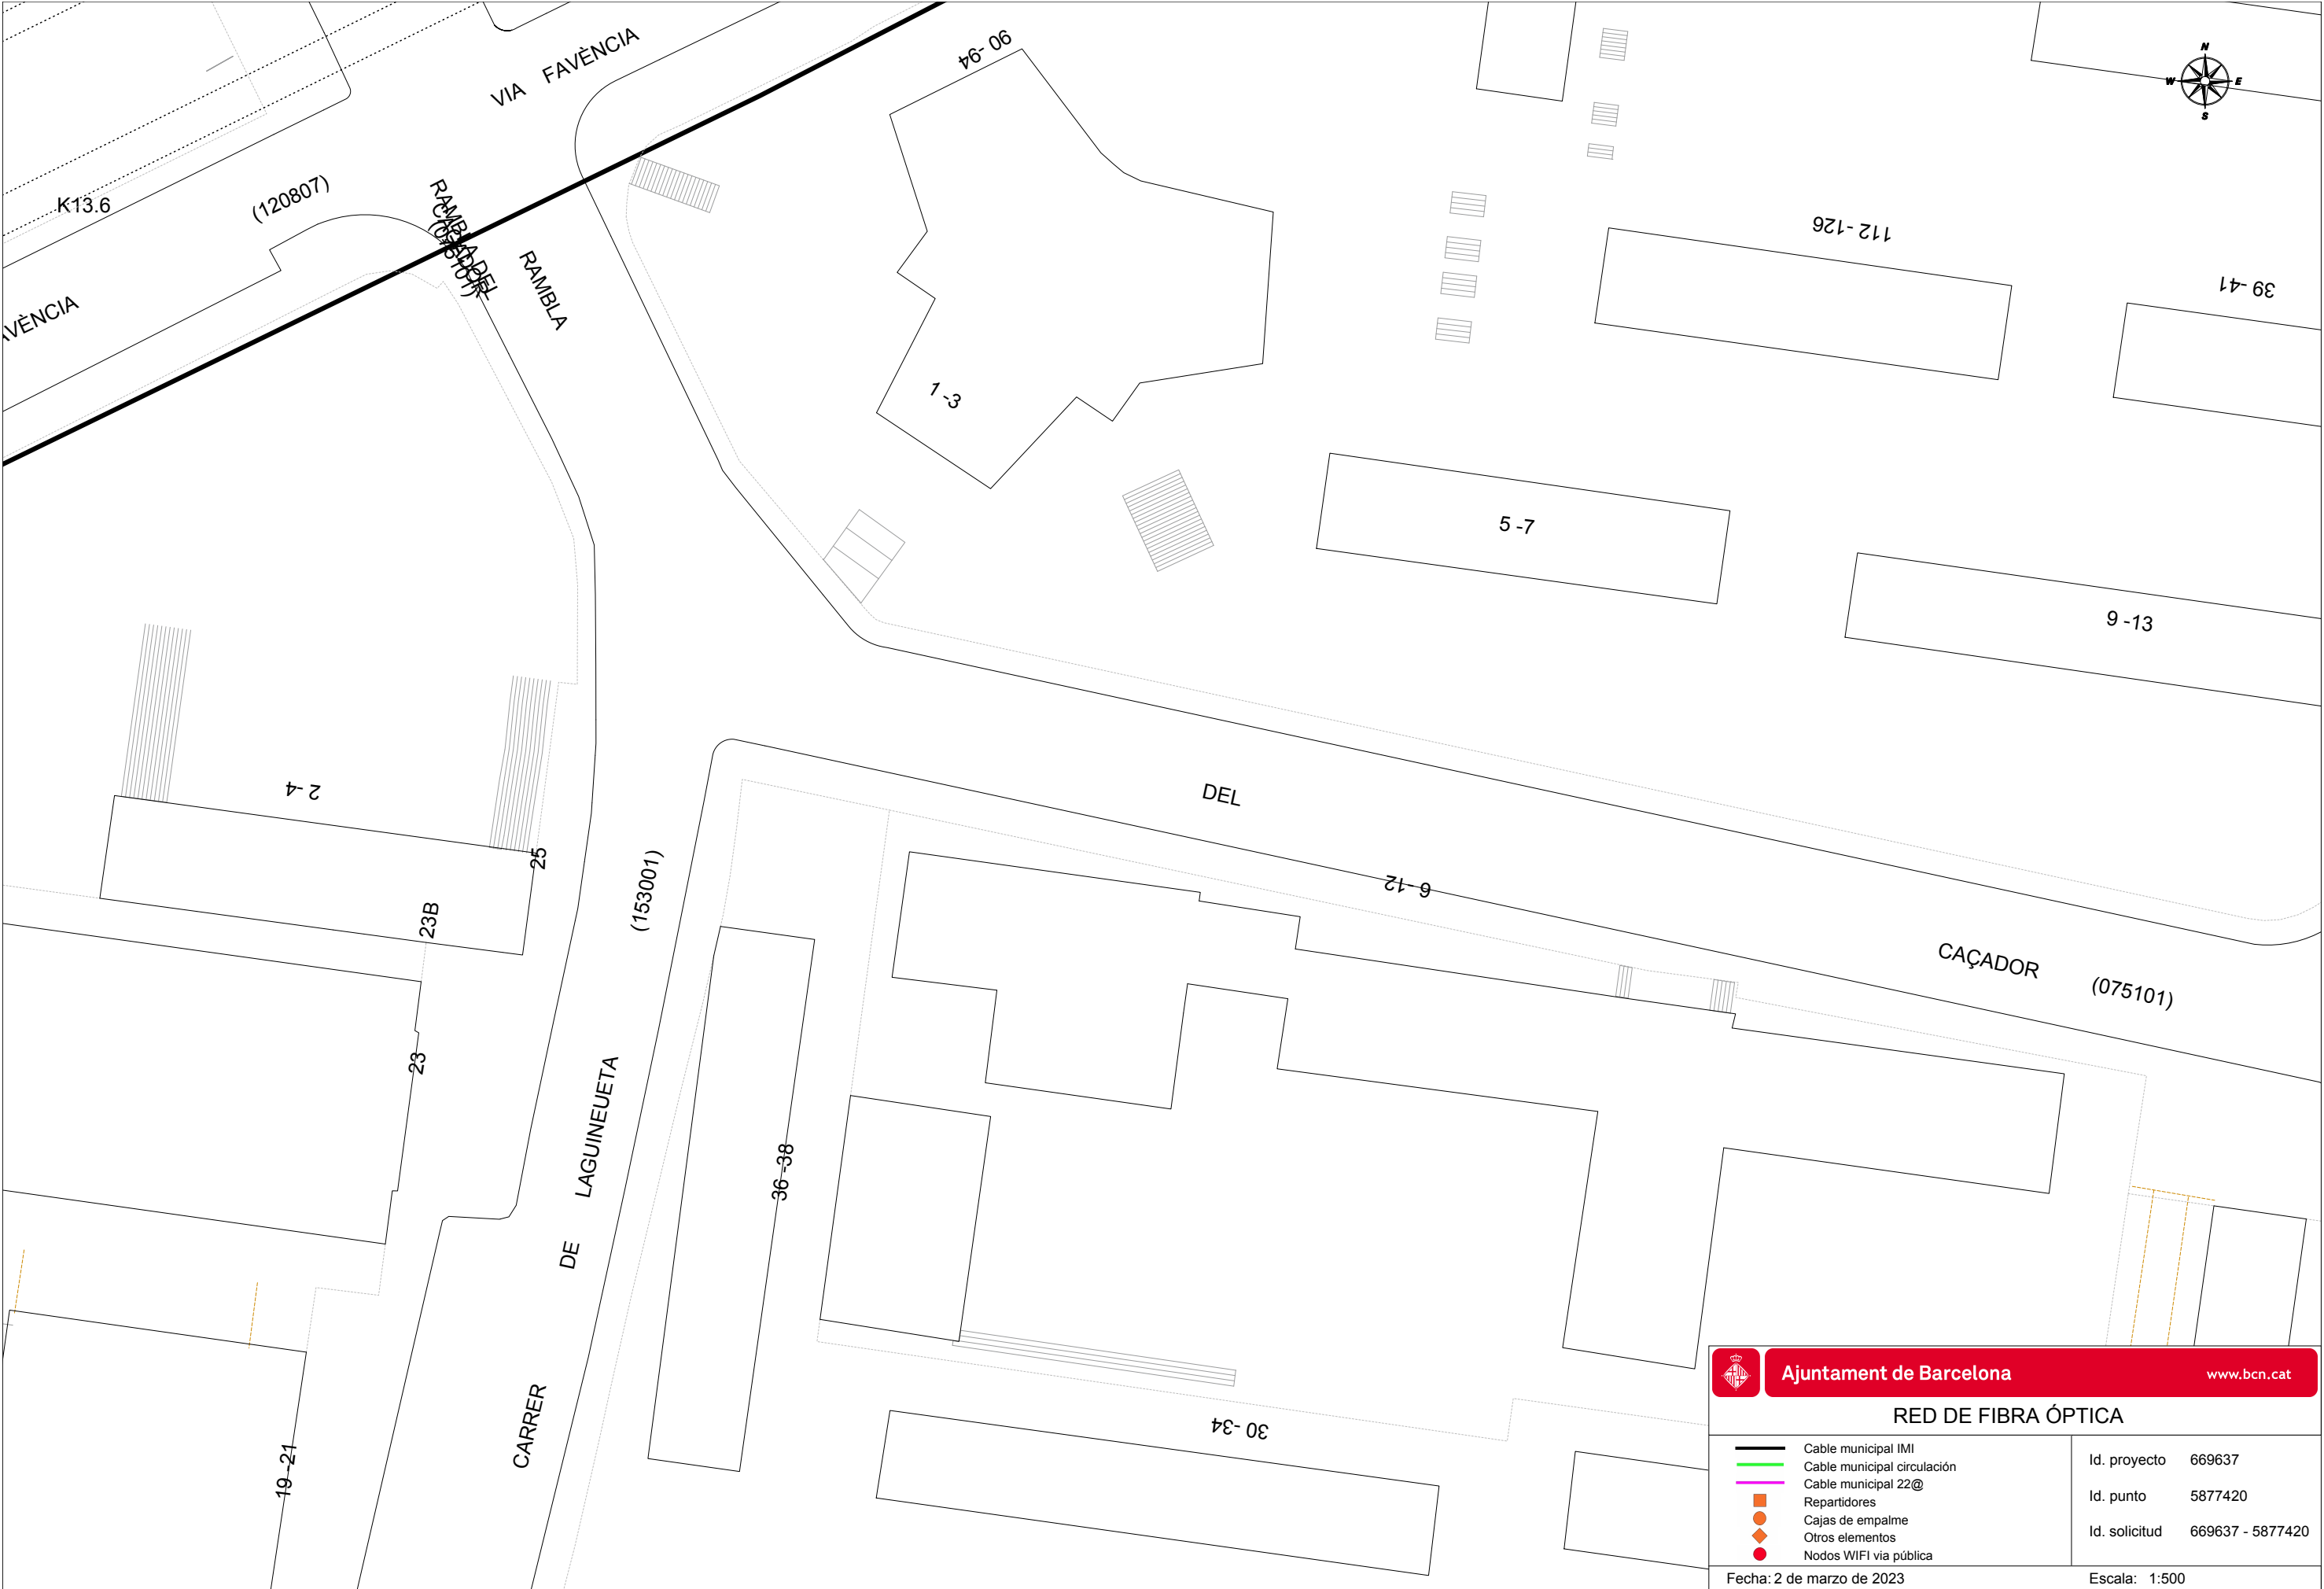 VIA FAVÈNCIA
90 -94
N
W E
S
K13.6
(120807)
RAMBLA DEL
CAÇADOR
(075101)
RAMBLA
112 -126
39 -41
1 -3
5 -7
9 -13
2 -4
DEL
25
23B
(153001)
6 -12
CAÇADOR
(075101)
23
LAGUINEUETA
36 -38
DE
CARRER
30 -34
19 -21
Ajuntament de Barcelona
www.bcn.cat
RED DE FIBRA ÓPTICA
Cable municipal IMI
Cable municipal circulación
Cable municipal 22@
Repartidores
Cajas de empalme
Otros elementos
Nodos WIFI via pública
Id. proyecto 669637
Id. punto 5877420
Id. solicitud 669637 - 5877420
Fecha: 2 de marzo de 2023
Escala: 1:500